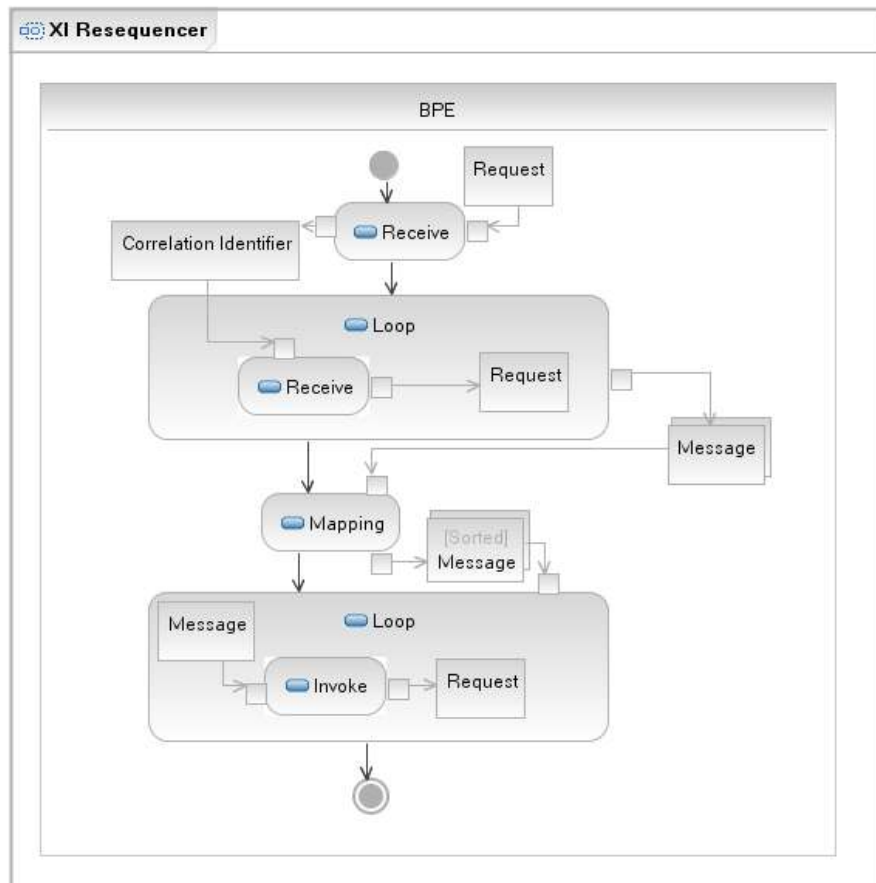 XI Resequencer
BPE
Request
Receive
Correlation Identifier
Loop
Receive
Request
Message
Mapping
[Sorted]
Message
Message
Loop
Invoke
Request